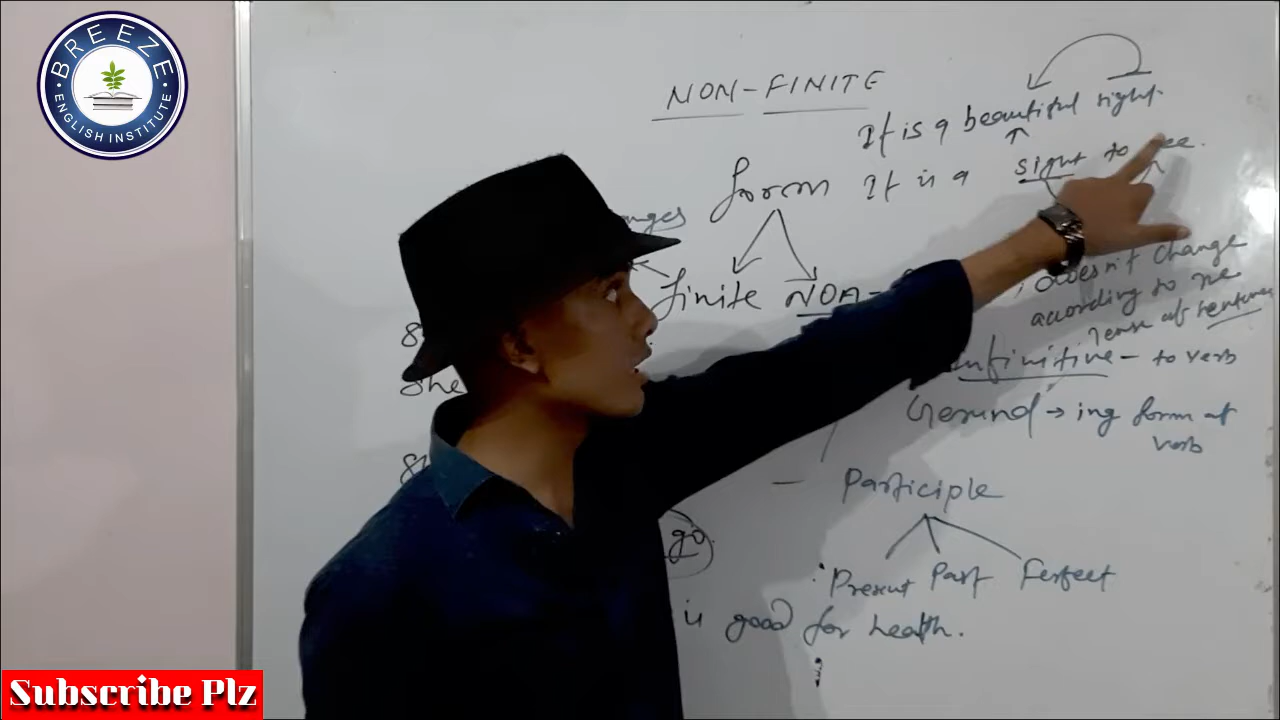 BREEZE
ENGLISH INSTITUTE
NON-FINITE
It is a beautiful sight.
form It is a sight to see.
finite NON-
doesn't change
according to the
tense of sentence
infinitive - to verb
Gerund → ing form of
verb
She
Participle
go.
Present Past Perfect
is good for health.
Subscribe Plz